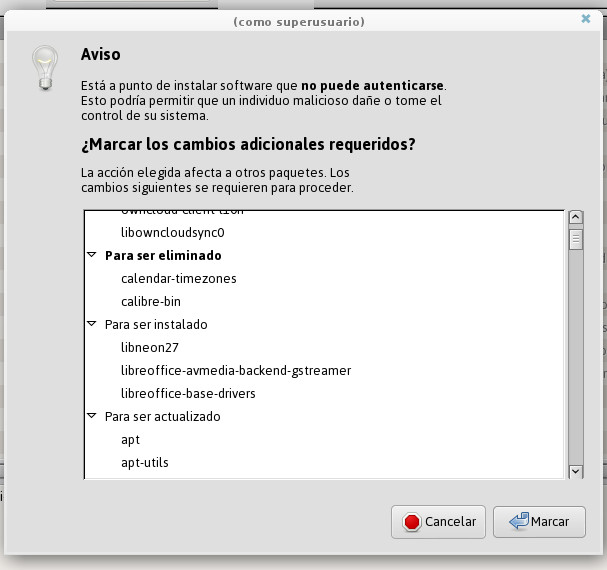 (como superusuario)
Aviso
Está a punto de instalar software que no puede autenticarse.
Esto podría permitir que un individuo malicioso dañe o tome el
control de su sistema.
¿Marcar los cambios adicionales requeridos?
La acción elegida afecta a otros paquetes. Los
cambios siguientes se requieren para proceder.
libowncloudsync0
Para ser eliminado
calendar-timezones
calibre-bin
Para ser instalado
libneon27
libreoffice-avmedia-backend-gstreamer
libreoffice-base-drivers
Para ser actualizado
apt
apt-utils
Cancelar
Marcar